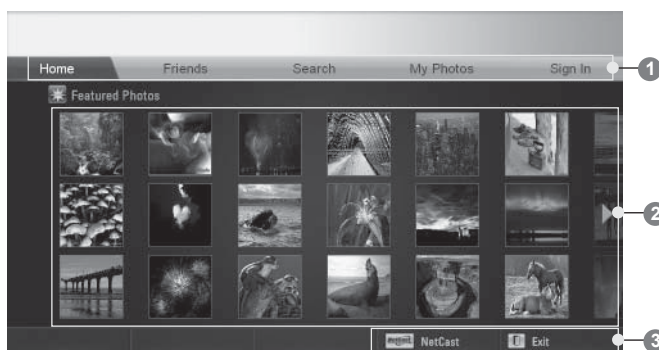 Home Friends Search My Photos Sign In
1
Featured Photos
2
NetCast Exit
3